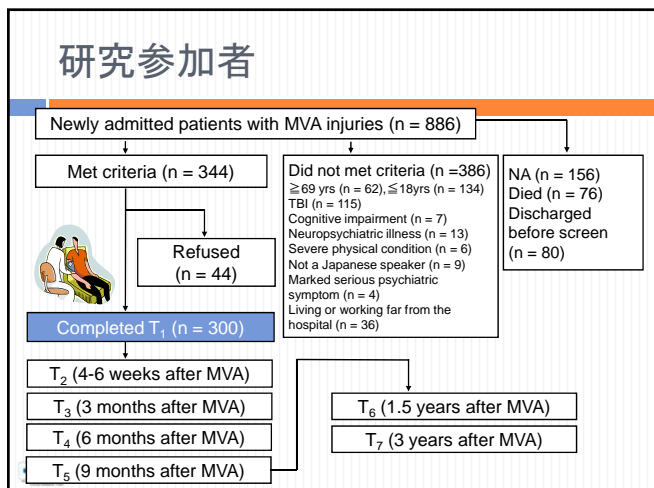 研究参加者
Newly admitted patients with MVA injuries (n = 886)
Met criteria (n = 344)
Refused
(n = 44)
Did not met criteria (n =386)
≧69 yrs (n = 62),≦18yrs (n = 134)
TBI (n = 115)
Cognitive impairment (n = 7)
Neuropsychiatric illness (n = 13)
Severe physical condition (n = 6)
Not a Japanese speaker (n = 9)
Marked serious psychiatric
symptom (n = 4)
Living or working far from the
hospital (n = 36)
NA (n = 156)
Died (n = 76)
Discharged
before screen
(n = 80)
Completed T₁ (n = 300)
T₂ (4-6 weeks after MVA)
T₃ (3 months after MVA)
T₄ (6 months after MVA)
T₅ (9 months after MVA)
T₆ (1.5 years after MVA)
T₇ (3 years after MVA)